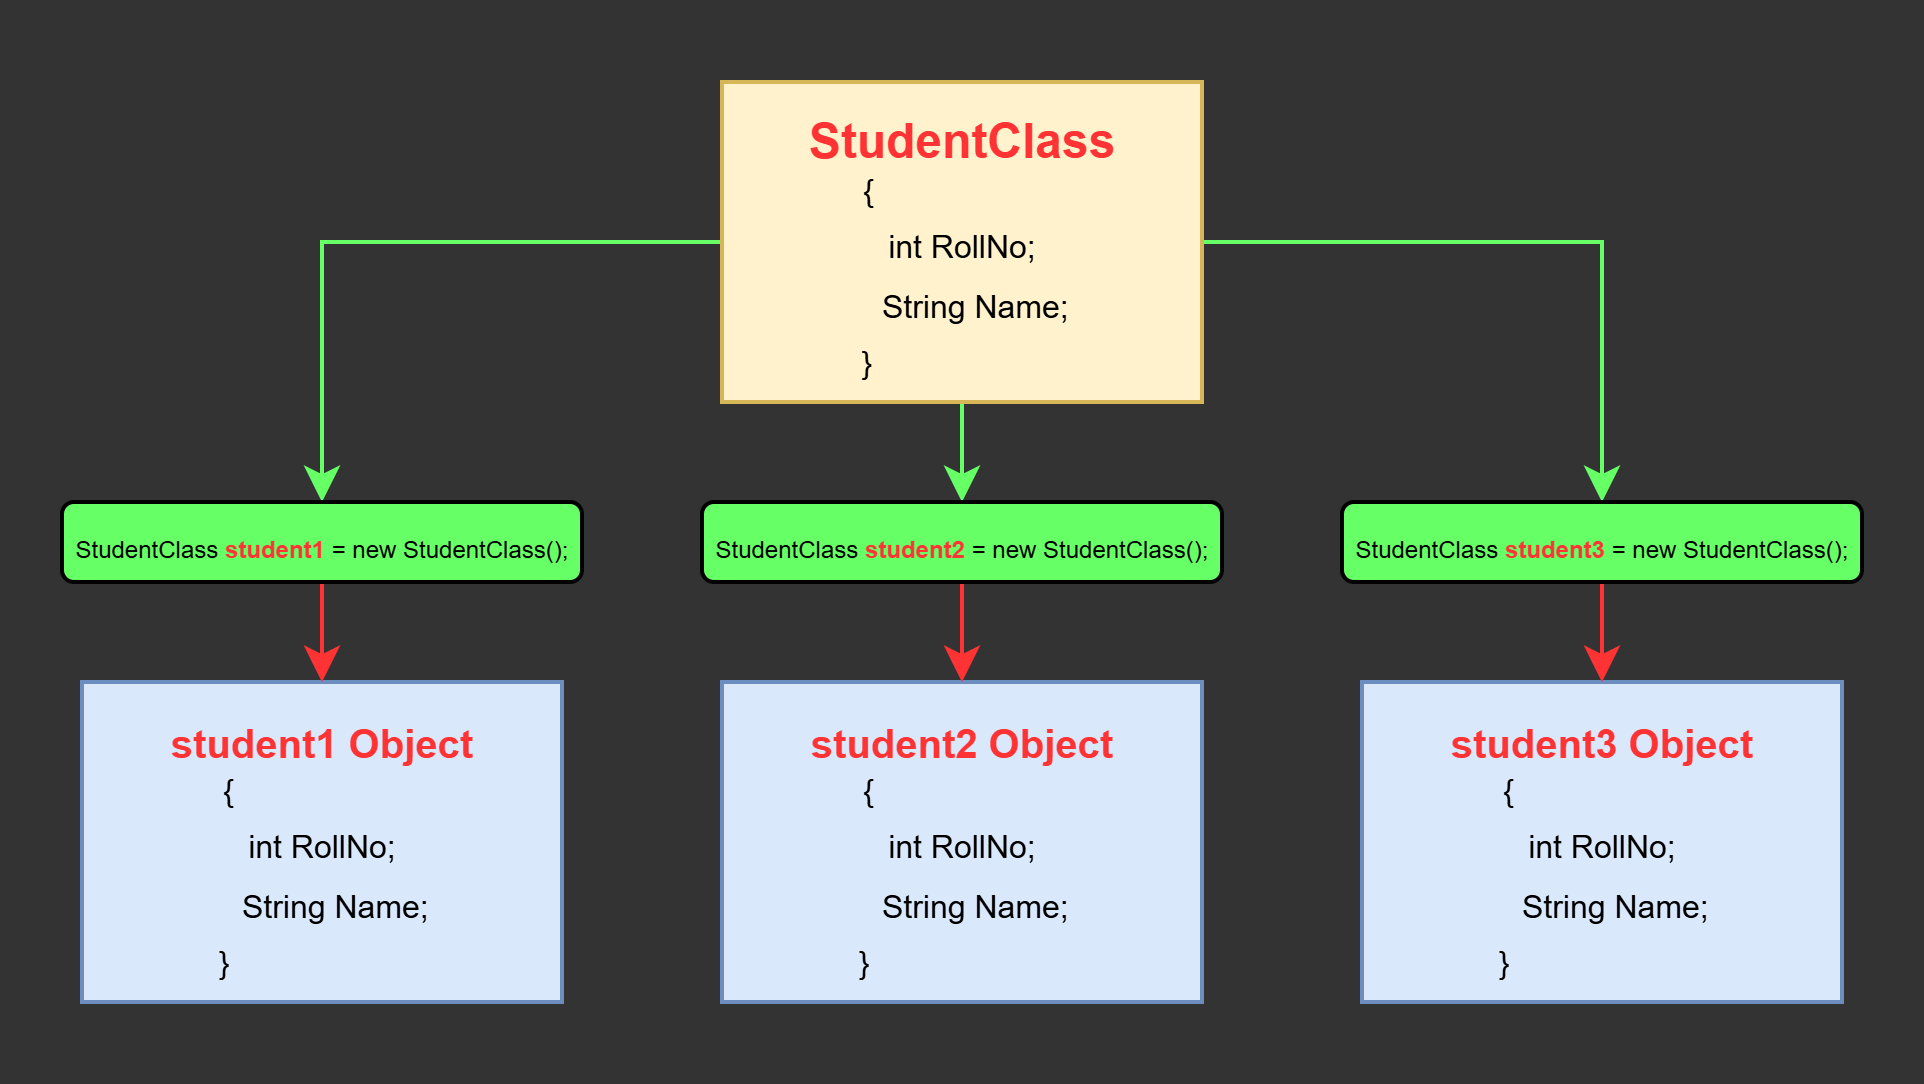 StudentClass
{
int RollNo;
String Name;
}
StudentClass student1 = new StudentClass();
StudentClass student2 = new StudentClass();
StudentClass student3 = new StudentClass();
student1 Object
{
int RollNo;
String Name;
}
student2 Object
{
int RollNo;
String Name;
}
student3 Object
{
int RollNo;
String Name;
}